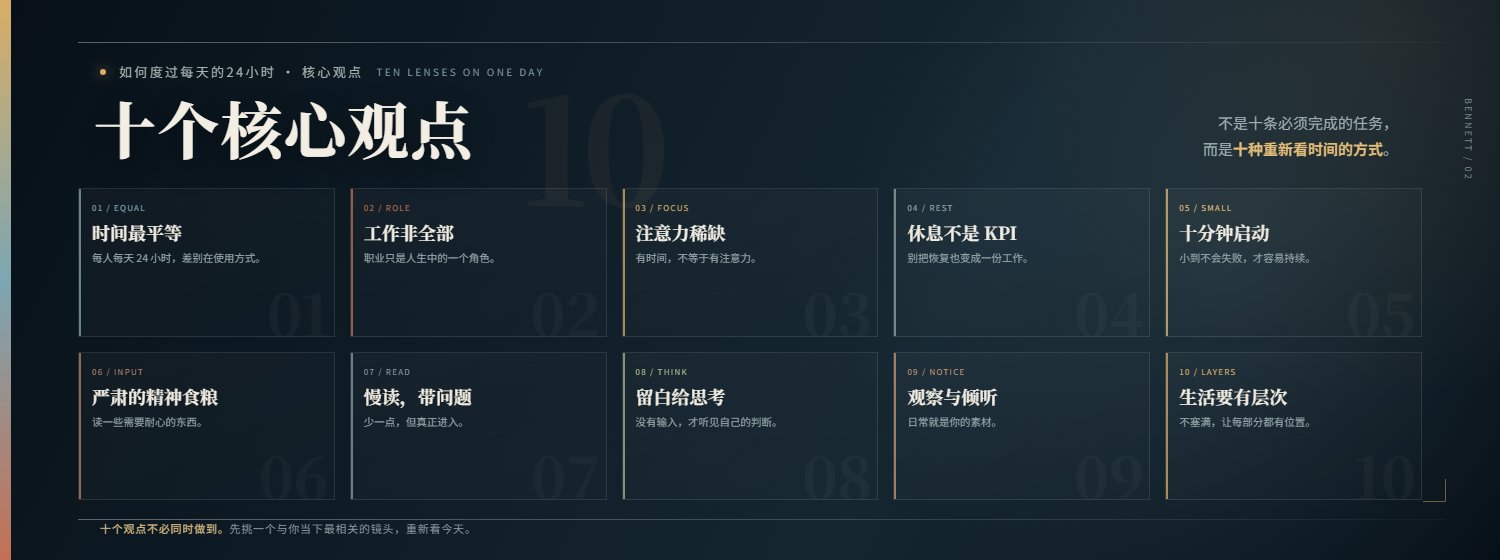 如何度过每天的24小时 · 核心观点 TEN LENSES ON ONE DAY
十个核心观点
10
不是十条必须完成的任务，
而是十种重新看时间的方式。
BENNETT / 02
01 / EQUAL
时间最平等
每人每天 24 小时，差别在使用方式。
01
02 / ROLE
工作非全部
职业只是人生中的一个角色。
02
03 / FOCUS
注意力稀缺
有时间，不等于有注意力。
03
04 / REST
休息不是 KPI
别把恢复也变成一份工作。
04
05 / SMALL
十分钟启动
小到不会失败，才容易持续。
05
06 / INPUT
严肃的精神食粮
读一些需要耐心的东西。
06
07 / READ
慢读，带问题
少一点，但真正进入。
07
08 / THINK
留白给思考
没有输入，才听见自己的判断。
08
09 / NOTICE
观察与倾听
日常就是你的素材。
09
10 / LAYERS
生活要有层次
不塞满，让每部分都有位置。
10
十个观点不必同时做到。先挑一个与你当下最相关的镜头，重新看今天。